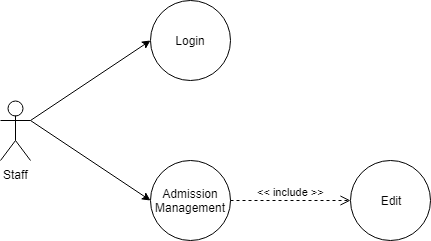 Login
Staff
Admission
Management
<< include >>
Edit